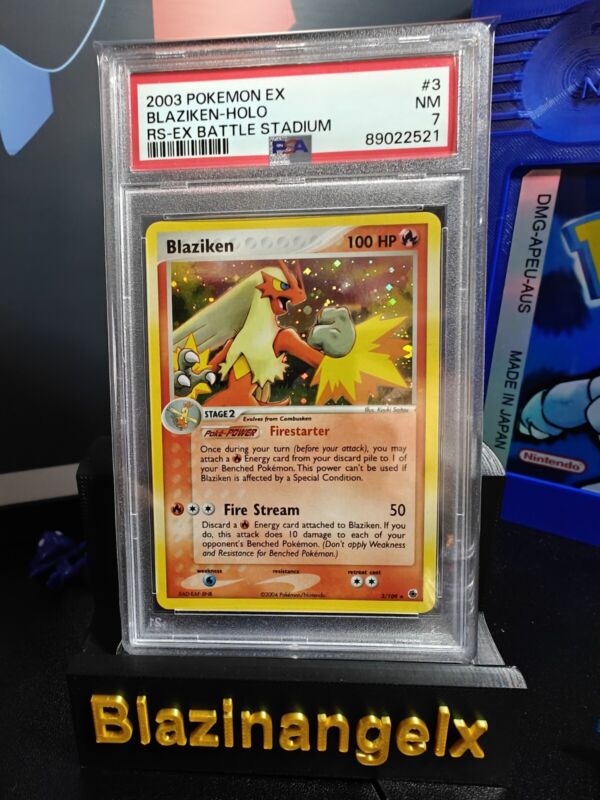 2003 POKEMON EX #3
BLAZIKEN-HOLO NM
RS-EX BATTLE STADIUM 7
89022521
PSA
Blaziken 100 HP
STAGE 2 Evolves from Combusken
Illus. Kouki Saitou
Poké-POWER Firestarter
Once during your turn (before your attack), you may
attach a Energy card from your discard pile to 1 of
your Benched Pokémon. This power can't be used if
Blaziken is affected by a Special Condition.
Fire Stream 50
Discard a Energy card attached to Blaziken. If you
do, this attack does 10 damage to each of your
opponent's Benched Pokémon. (Don't apply Weakness
and Resistance for Benched Pokémon.)
weakness resistance retreat cost
©2004 Pokémon/Nintendo 3/109
DMG-APEU-AUS
MADE IN JAPAN
Nintendo
Blazinangelx